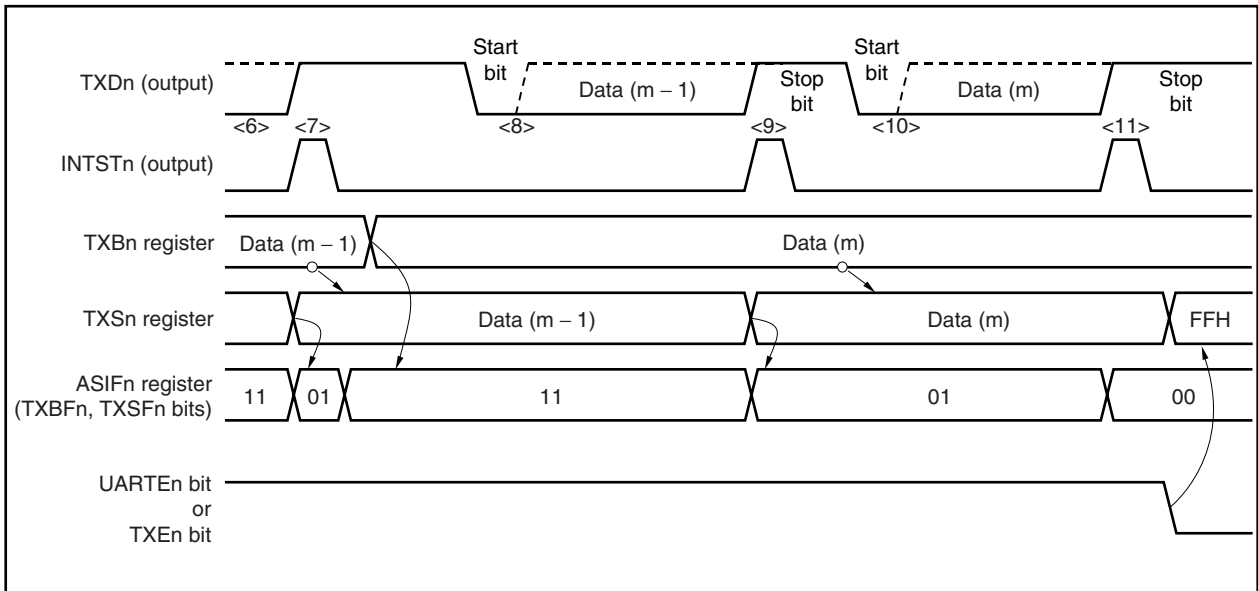 Start
bit
Start
bit
TXDn (output)
Data (m − 1)
Stop
bit
Data (m)
Stop
bit
<6>
<7>
<8>
<9>
<10>
<11>
INTSTn (output)
TXBn register
Data (m − 1)
Data (m)
TXSn register
Data (m − 1)
Data (m)
FFH
ASIFn register
(TXBFn, TXSFn bits)
11
01
11
01
00
UARTEn bit
or
TXEn bit